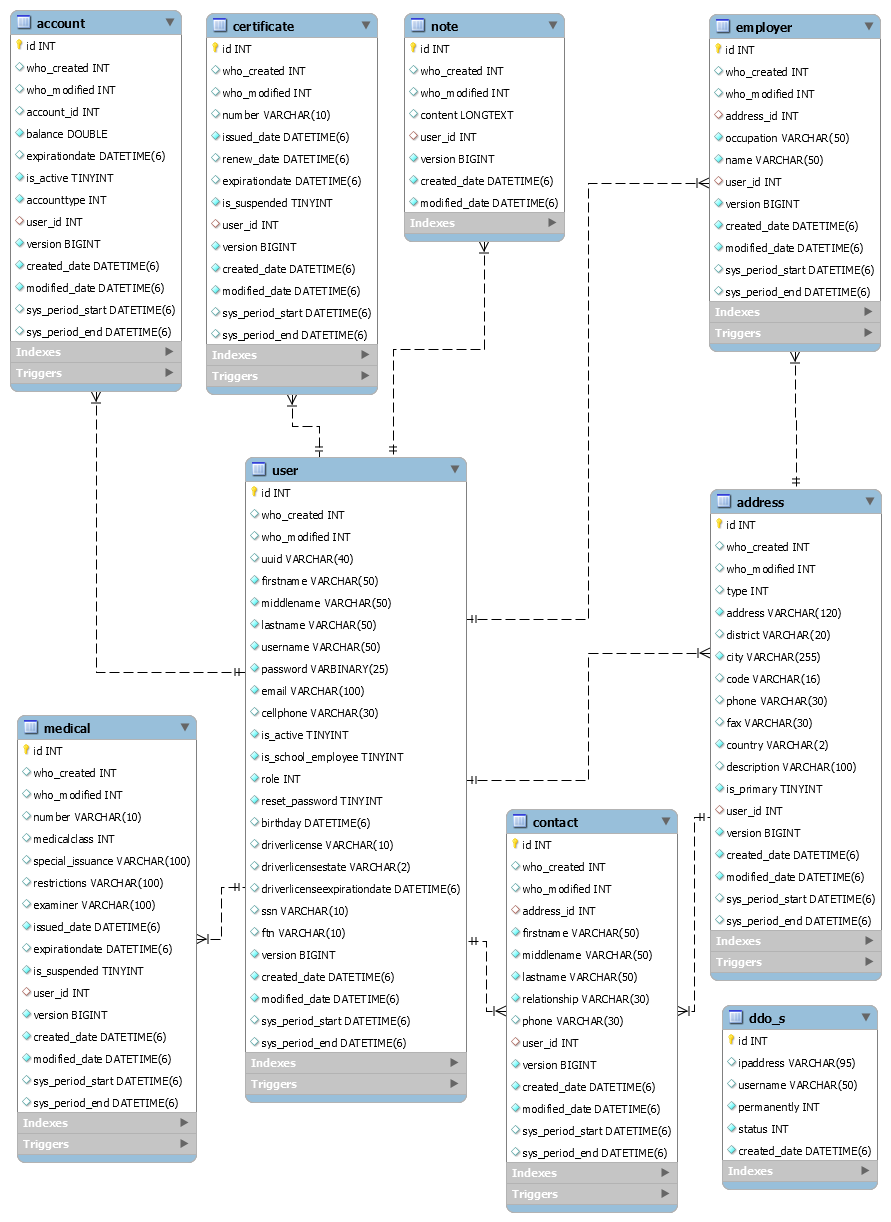 account
id INT
who_created INT
who_modified INT
account_id INT
balance DOUBLE
expirationdate DATETIME(6)
is_active TINYINT
accounttype INT
user_id INT
version BIGINT
created_date DATETIME(6)
modified_date DATETIME(6)
sys_period_start DATETIME(6)
sys_period_end DATETIME(6)
Indexes
Triggers
certificate
id INT
who_created INT
who_modified INT
number VARCHAR(10)
issued_date DATETIME(6)
renew_date DATETIME(6)
expirationdate DATETIME(6)
is_suspended TINYINT
user_id INT
version BIGINT
created_date DATETIME(6)
modified_date DATETIME(6)
sys_period_start DATETIME(6)
sys_period_end DATETIME(6)
Indexes
Triggers
note
id INT
who_created INT
who_modified INT
content LONGTEXT
user_id INT
version BIGINT
created_date DATETIME(6)
modified_date DATETIME(6)
Indexes
employer
id INT
who_created INT
who_modified INT
address_id INT
occupation VARCHAR(50)
name VARCHAR(50)
user_id INT
version BIGINT
created_date DATETIME(6)
modified_date DATETIME(6)
sys_period_start DATETIME(6)
sys_period_end DATETIME(6)
Indexes
Triggers
user
id INT
who_created INT
who_modified INT
uuid VARCHAR(40)
firstname VARCHAR(50)
middlename VARCHAR(50)
lastname VARCHAR(50)
username VARCHAR(50)
password VARBINARY(25)
email VARCHAR(100)
cellphone VARCHAR(30)
is_active TINYINT
is_school_employee TINYINT
role INT
reset_password TINYINT
birthday DATETIME(6)
driverlicense VARCHAR(10)
driverlicensestate VARCHAR(2)
driverlicenseexpirationdate DATETIME(6)
ssn VARCHAR(10)
ftn VARCHAR(10)
version BIGINT
created_date DATETIME(6)
modified_date DATETIME(6)
sys_period_start DATETIME(6)
sys_period_end DATETIME(6)
Indexes
Triggers
address
id INT
who_created INT
who_modified INT
type INT
address VARCHAR(120)
district VARCHAR(20)
city VARCHAR(255)
code VARCHAR(16)
phone VARCHAR(30)
fax VARCHAR(30)
country VARCHAR(2)
description VARCHAR(100)
is_primary TINYINT
user_id INT
version BIGINT
created_date DATETIME(6)
modified_date DATETIME(6)
sys_period_start DATETIME(6)
sys_period_end DATETIME(6)
Indexes
Triggers
medical
id INT
who_created INT
who_modified INT
number VARCHAR(10)
medicalclass INT
special_issuance VARCHAR(100)
restrictions VARCHAR(100)
examiner VARCHAR(100)
issued_date DATETIME(6)
expirationdate DATETIME(6)
is_suspended TINYINT
user_id INT
version BIGINT
created_date DATETIME(6)
modified_date DATETIME(6)
sys_period_start DATETIME(6)
sys_period_end DATETIME(6)
Indexes
Triggers
contact
id INT
who_created INT
who_modified INT
address_id INT
firstname VARCHAR(50)
middlename VARCHAR(50)
lastname VARCHAR(50)
relationship VARCHAR(30)
phone VARCHAR(30)
user_id INT
version BIGINT
created_date DATETIME(6)
modified_date DATETIME(6)
sys_period_start DATETIME(6)
sys_period_end DATETIME(6)
Indexes
Triggers
ddo_s
id INT
ipaddress VARCHAR(95)
username VARCHAR(50)
permanently INT
status INT
created_date DATETIME(6)
Indexes